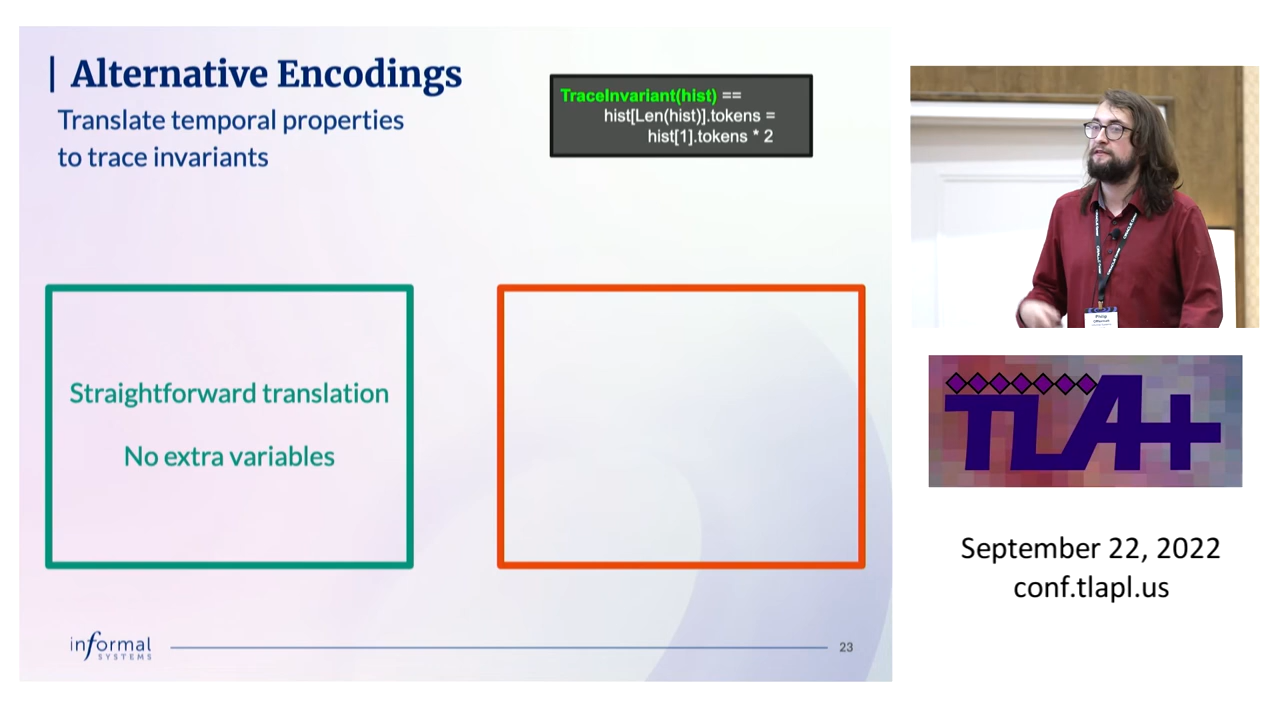 Alternative Encodings
Translate temporal properties
to trace invariants
TraceInvariant(hist) ==
hist[Len(hist)].tokens =
hist[1].tokens * 2
Straightforward translation
No extra variables
informal
SYSTEMS
23
TLA+
September 22, 2022
conf.tlapl.us